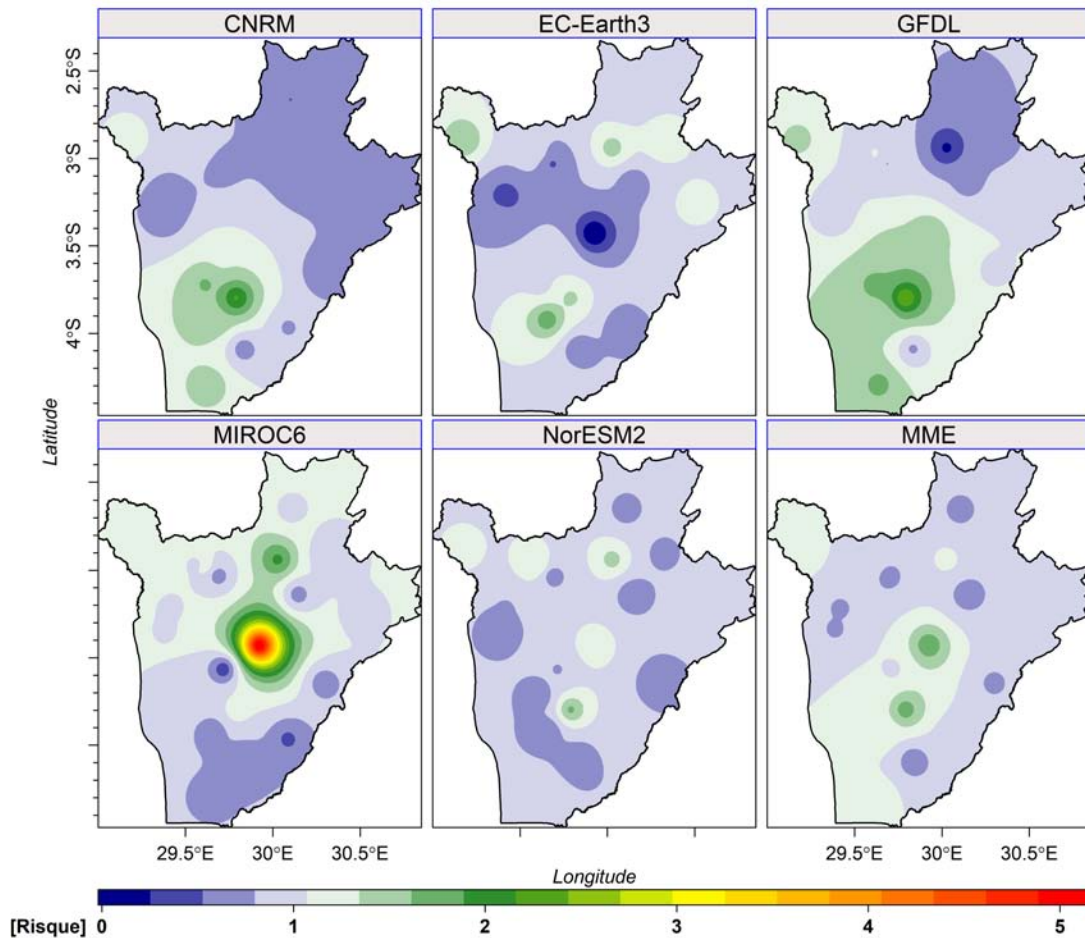 CNRM EC-Earth3 GFDL
2.5°S
3°S
3.5°S
4°S
Latitude
MIROC6 NorESM2 MME
29.5°E 30°E 30.5°E 29.5°E 30°E 30.5°E
Longitude
[Risque] 0 1 2 3 4 5